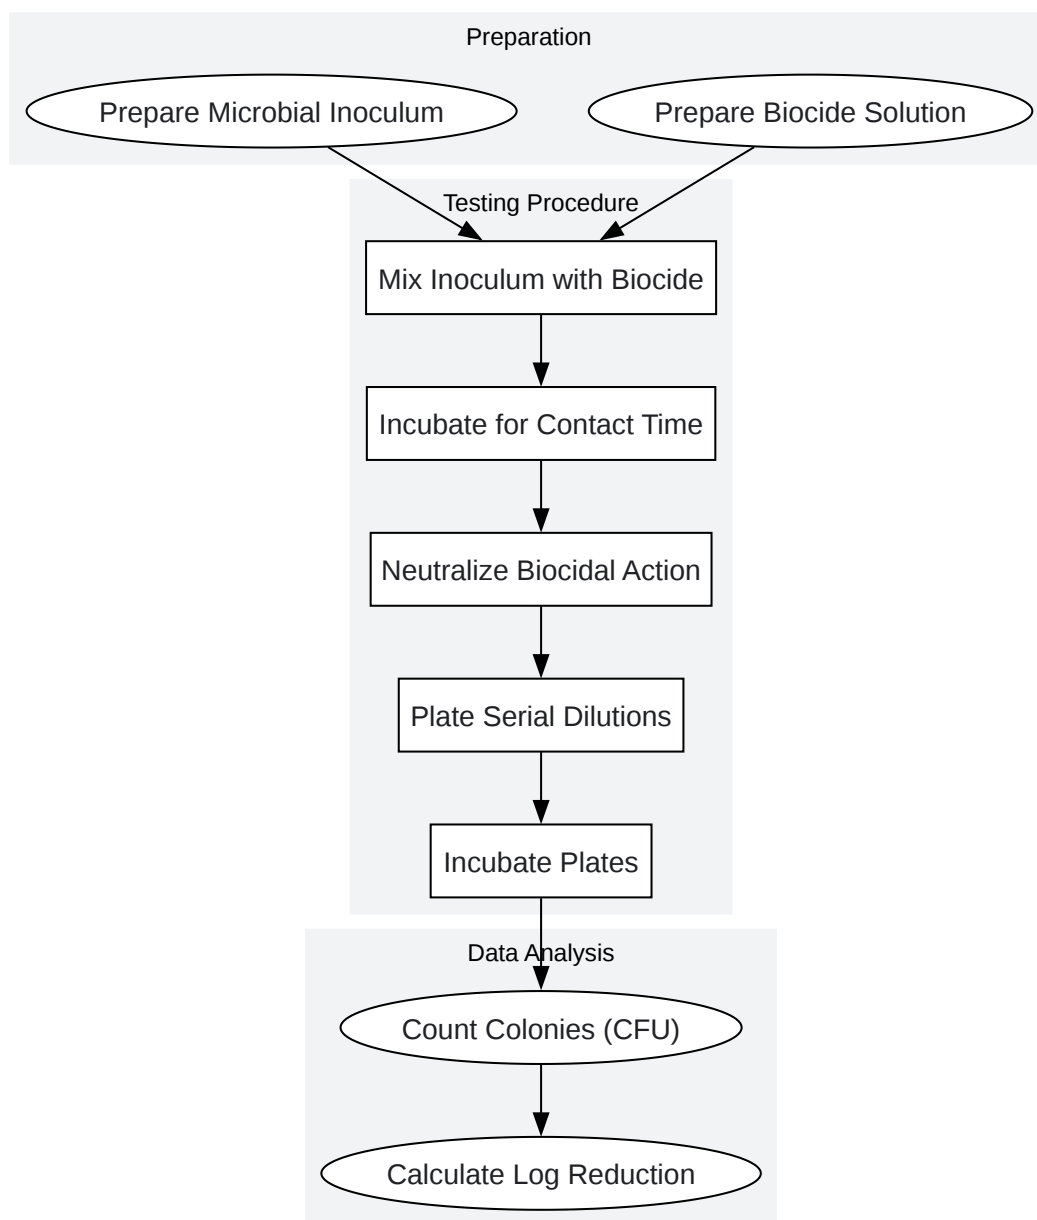 Preparation
Prepare Microbial Inoculum
Prepare Biocide Solution
Testing Procedure
Mix Inoculum with Biocide
Incubate for Contact Time
Neutralize Biocidal Action
Plate Serial Dilutions
Incubate Plates
Data Analysis
Count Colonies (CFU)
Calculate Log Reduction